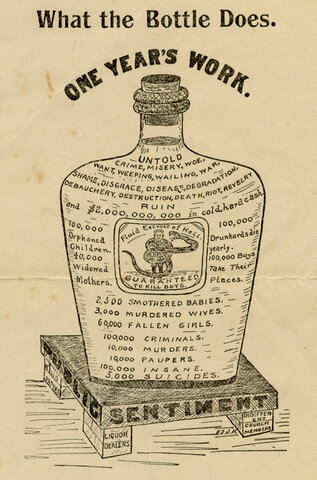 What the Bottle Does.
ONE YEAR'S WORK.
UNTOLD
CRIME, MISERY, WOE,
WANT, WEEPING, WAILING, WAR,
SHAME, DISGRACE, DISEASE, DEGRADATION,
DEBAUCHERY, DESTRUCTION, DEATH, RIOT, REVELRY
RUIN
and $2,000,000,000 in cold, hard cash.
100,000
Orphaned
Children.
40,000
Widowed
Mothers.
Fluid Extract of Hell
GUARANTEED
TO KILL BOYS.
100,000
Drunkards die
yearly.
100,000 Boys
Take Their
Places.
2,500 SMOTHERED BABIES.
3,000 MURDERED WIVES.
60,000 FALLEN GIRLS.
100,000 CRIMINALS.
10,000 MURDERS.
10,000 PAUPERS.
100,000 INSANE.
5,000 SUICIDES.
PUBLIC SENTIMENT
LIQUOR
DEALERS
INDIFFER
ENT
CHURCH
MEMBERS